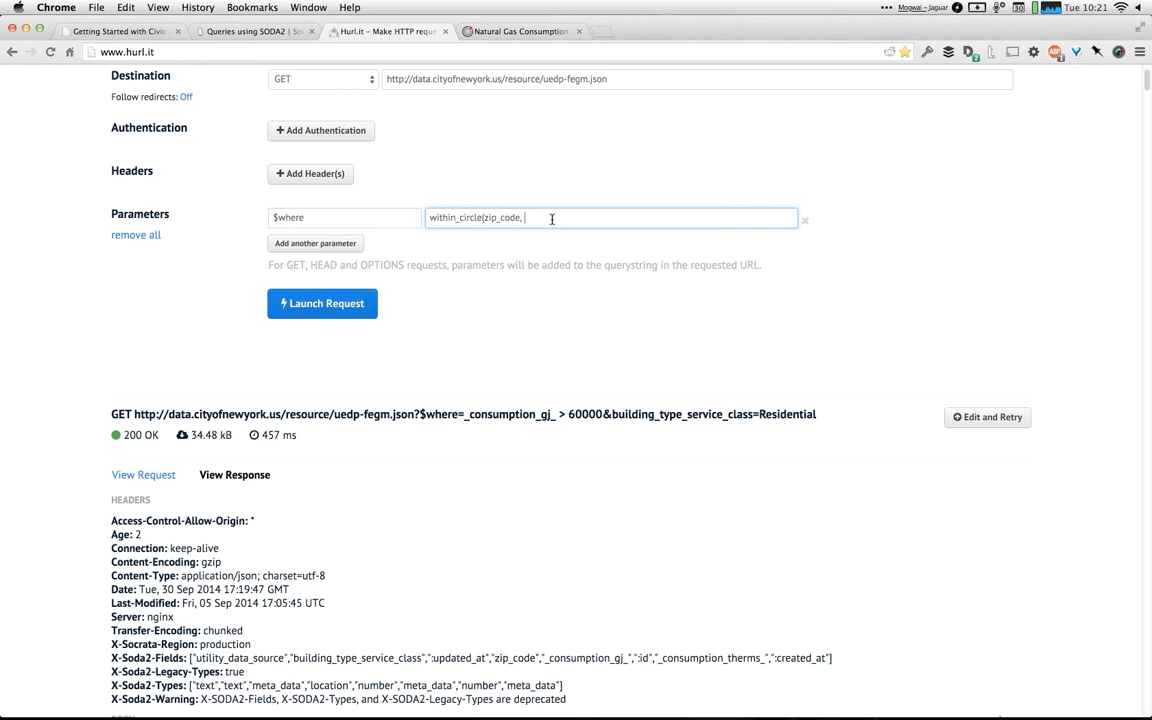 Chrome File Edit View History Bookmarks Window Help ••• Mogwai – Jaguar 30 Tue 10:21
Getting Started with Civic × Queries using SODA2 | So × Hurl.it – Make HTTP reque × Natural Gas Consumption ×
www.hurl.it
Destination GET http://data.cityofnewyork.us/resource/uedp-fegm.json
Follow redirects: Off
Authentication + Add Authentication
Headers + Add Header(s)
Parameters $where within_circle(zip_code,
remove all
Add another parameter
For GET, HEAD and OPTIONS requests, parameters will be added to the querystring in the requested URL.
Launch Request
GET http://data.cityofnewyork.us/resource/uedp-fegm.json?$where=_consumption_gj_ > 60000&building_type_service_class=Residential
Edit and Retry
200 OK 34.48 kB 457 ms
View Request View Response
HEADERS
Access-Control-Allow-Origin: *
Age: 2
Connection: keep-alive
Content-Encoding: gzip
Content-Type: application/json; charset=utf-8
Date: Tue, 30 Sep 2014 17:19:47 GMT
Last-Modified: Fri, 05 Sep 2014 17:05:45 UTC
Server: nginx
Transfer-Encoding: chunked
X-Socrata-Region: production
X-Soda2-Fields: ["utility_data_source","building_type_service_class",":updated_at","zip_code","_consumption_gj_",":id","_consumption_therms_",":created_at"]
X-Soda2-Legacy-Types: true
X-Soda2-Types: ["text","text","meta_data","location","number","meta_data","number","meta_data"]
X-Soda2-Warning: X-SODA2-Fields, X-SODA2-Types, and X-SODA2-Legacy-Types are deprecated